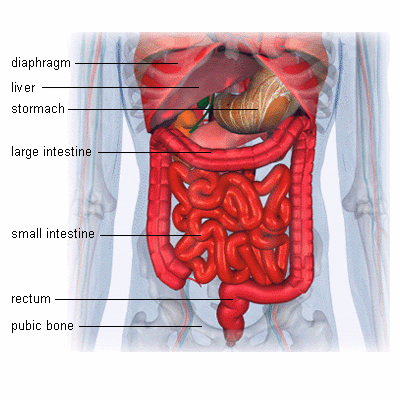 diaphragm
liver
stormach
large intestine
small intestine
rectum
pubic bone